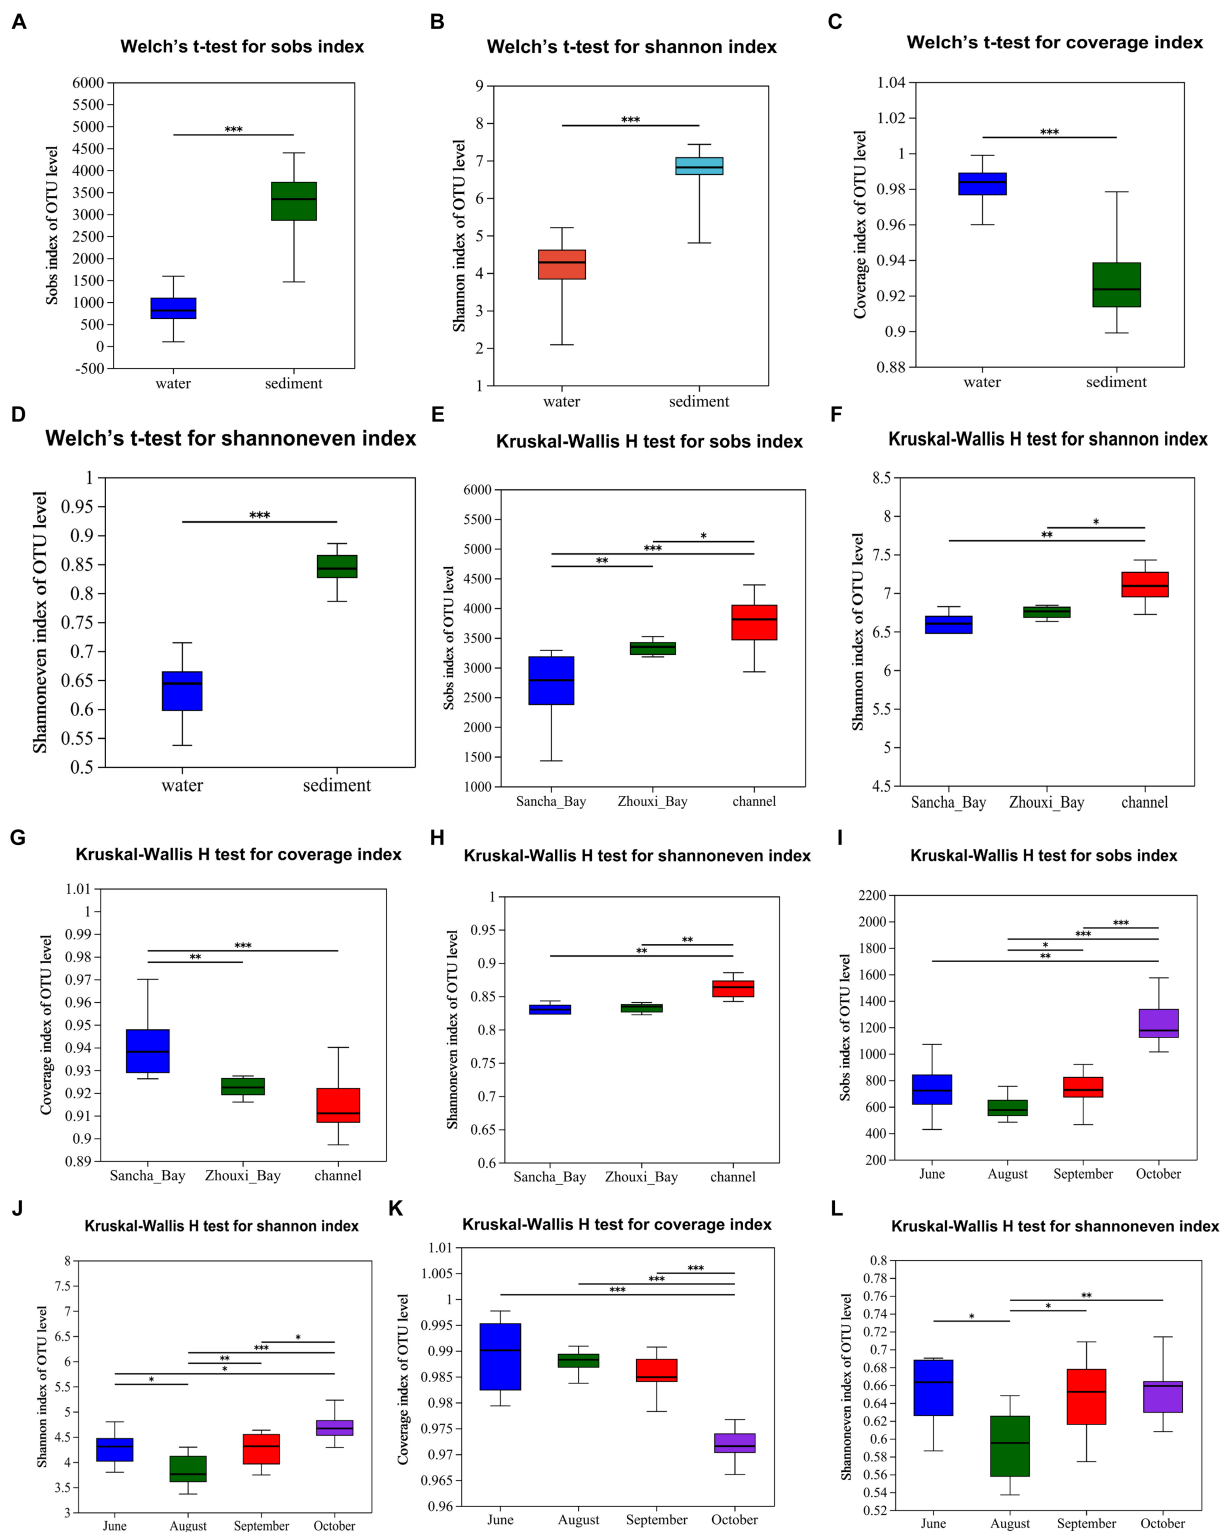 A
Welch's t-test for sobs index
Sobs index of OTU level
6000
5500
5000
4500
4000
3500
3000
2500
2000
1500
1000
500
0
-500
***
water
sediment
B
Welch's t-test for shannon index
Shannon index of OTU level
9
8
7
6
5
4
3
2
1
***
water
sediment
C
Welch's t-test for coverage index
Coverage index of OTU level
1.04
1.02
1
0.98
0.96
0.94
0.92
0.9
0.88
***
water
sediment
D
Welch's t-test for shannoneven index
Shannoneven index of OTU level
1
0.95
0.9
0.85
0.8
0.75
0.7
0.65
0.6
0.55
0.5
***
water
sediment
E
Kruskal-Wallis H test for sobs index
Sobs index of OTU level
6000
5500
5000
4500
4000
3500
3000
2500
2000
1500
1000
*
***
**
Sancha_Bay
Zhouxi_Bay
channel
F
Kruskal-Wallis H test for shannon index
Shannon index of OTU level
8.5
8
7.5
7
6.5
6
5.5
5
4.5
*
**
Sancha_Bay
Zhouxi_Bay
channel
G
Kruskal-Wallis H test for coverage index
Coverage index of OTU level
1.01
1
0.99
0.98
0.97
0.96
0.95
0.94
0.93
0.92
0.91
0.9
0.89
***
**
Sancha_Bay
Zhouxi_Bay
channel
H
Kruskal-Wallis H test for shannoneven index
Shannoneven index of OTU level
1
0.95
0.9
0.85
0.8
0.75
0.7
0.65
0.6
**
**
Sancha_Bay
Zhouxi_Bay
channel
I
Kruskal-Wallis H test for sobs index
Sobs index of OTU level
2200
2000
1800
1600
1400
1200
1000
800
600
400
200
***
***
*
**
June
August
September
October
J
Kruskal-Wallis H test for shannon index
Shannon index of OTU level
8
7.5
7
6.5
6
5.5
5
4.5
4
3.5
3
*
***
**
*
*
June
August
September
October
K
Kruskal-Wallis H test for coverage index
Coverage index of OTU level
1.01
1.005
1
0.995
0.99
0.985
0.98
0.975
0.97
0.965
0.96
***
***
***
June
August
September
October
L
Kruskal-Wallis H test for shannoneven index
Shannoneven index of OTU level
0.8
0.78
0.76
0.74
0.72
0.7
0.68
0.66
0.64
0.62
0.6
0.58
0.56
0.54
0.52
**
*
*
June
August
September
October